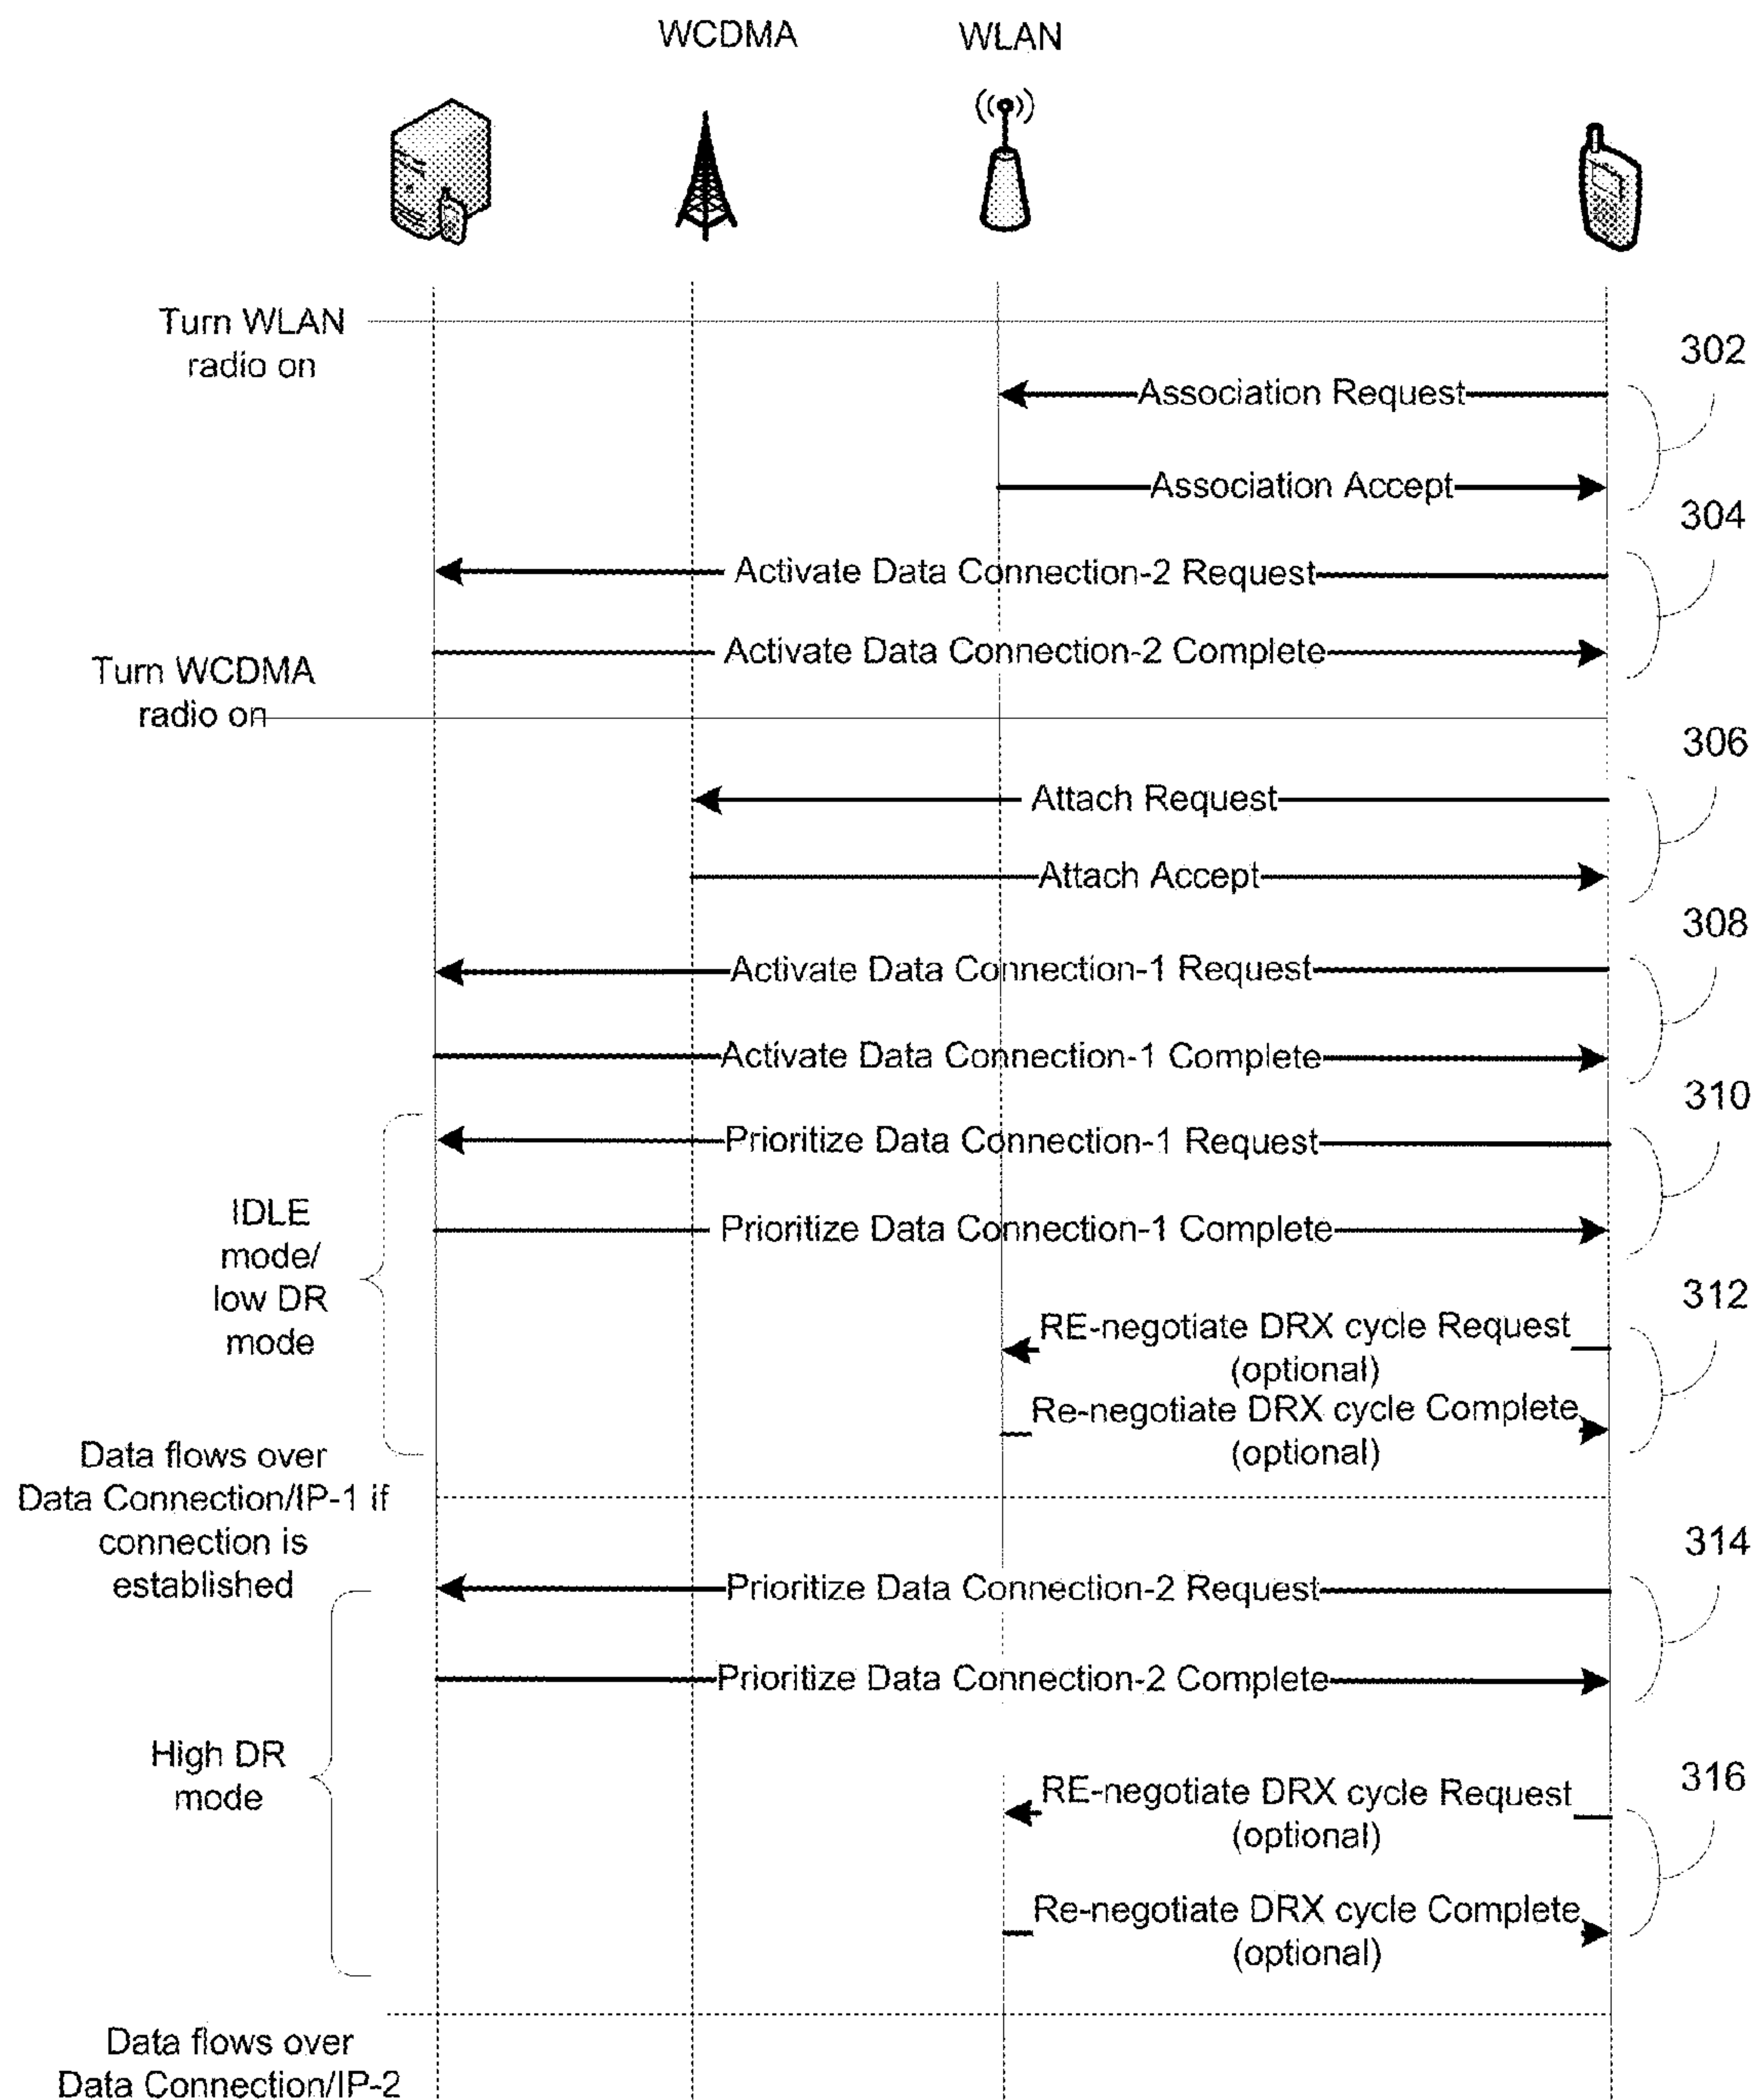 WCDMA
WLAN
Turn WLAN
radio on
302
Association Request
Association Accept
304
Activate Data Connection-2 Request
Activate Data Connection-2 Complete
Turn WCDMA
radio on
306
Attach Request
Attach Accept
308
Activate Data Connection-1 Request
Activate Data Connection-1 Complete
310
Prioritize Data Connection-1 Request
Prioritize Data Connection-1 Complete
IDLE
mode/
low DR
mode
312
RE-negotiate DRX cycle Request
(optional)
Re-negotiate DRX cycle Complete
(optional)
Data flows over
Data Connection/IP-1 if
connection is
established
314
Prioritize Data Connection-2 Request
Prioritize Data Connection-2 Complete
High DR
mode
316
RE-negotiate DRX cycle Request
(optional)
Re-negotiate DRX cycle Complete
(optional)
Data flows over
Data Connection/IP-2